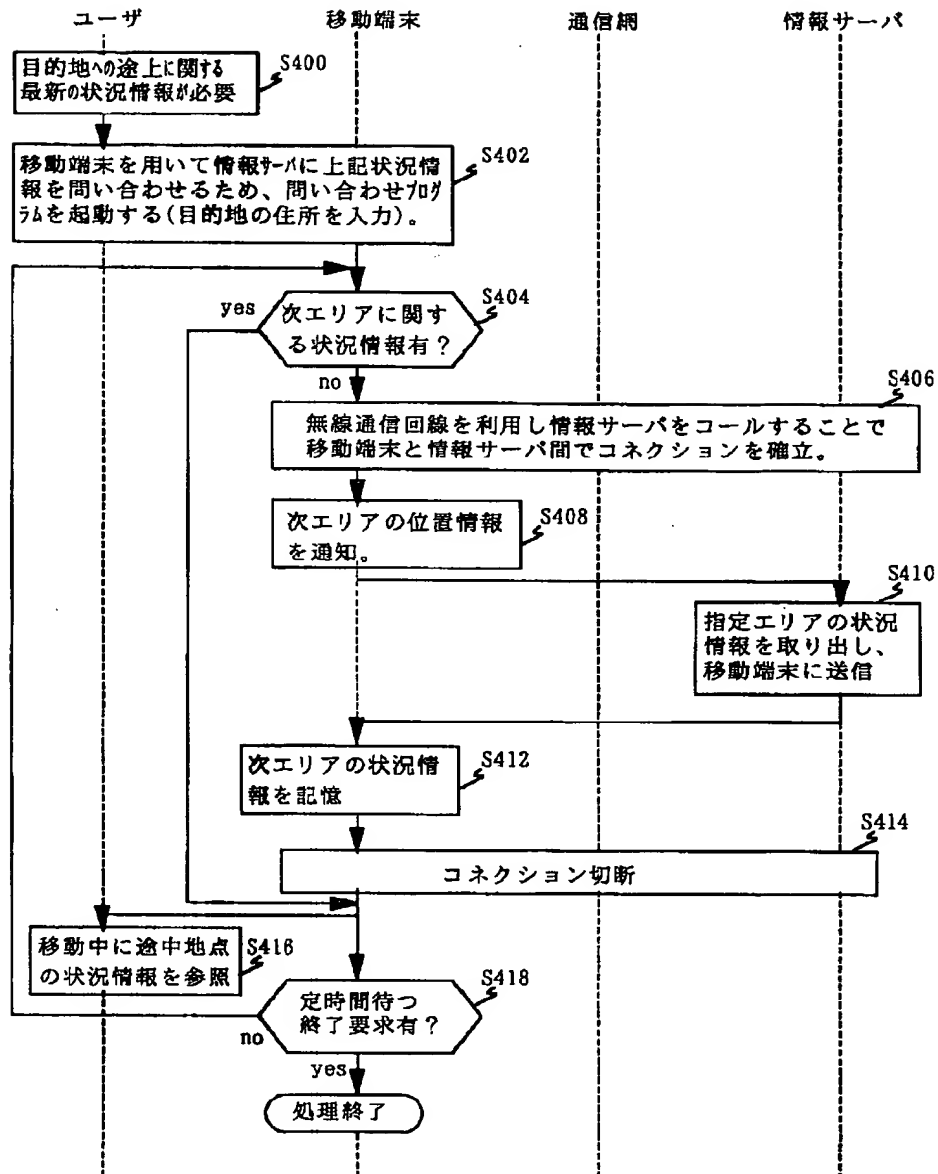 ユーザ
移動端末
通信網
情報サーバ
目的地への途上に関する
最新の状況情報が必要
S400
移動端末を用いて情報サーバに上記状況情
報を問い合わせるため、問い合わせプログ
ラムを起動する(目的地の住所を入力)。
S402
yes
次エリアに関す
る状況情報有?
S404
no
S406
無線通信回線を利用し情報サーバをコールすることで
移動端末と情報サーバ間でコネクションを確立。
次エリアの位置情報
を通知。
S408
S410
指定エリアの状況
情報を取り出し、
移動端末に送信
次エリアの状況情
報を記憶
S412
S414
コネクション切断
移動中に途中地点
の状況情報を参照
S416
定時間待つ
終了要求有?
S418
no
yes
処理終了